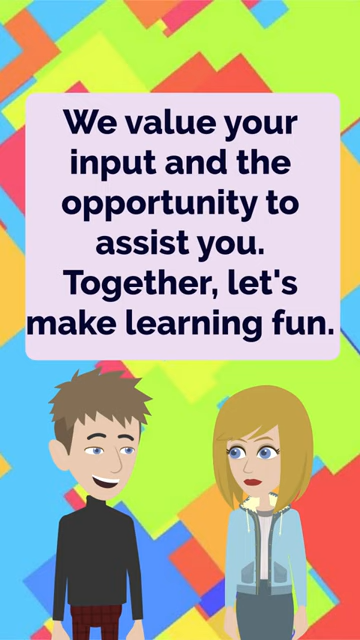 We value your
input and the
opportunity to
assist you.
Together, let's
make learning fun.